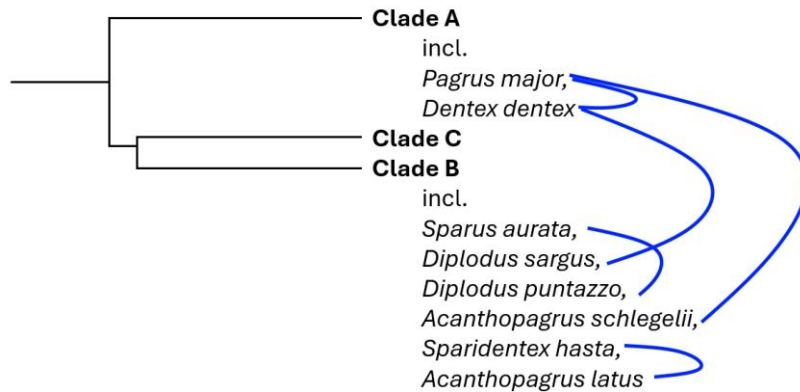 Clade A
incl.
Pagrus major,
Dentex dentex
Clade C
Clade B
incl.
Sparus aurata,
Diplodus sargus,
Diplodus puntazzo,
Acanthopagrus schlegelii,
Sparidentex hasta,
Acanthopagrus latus